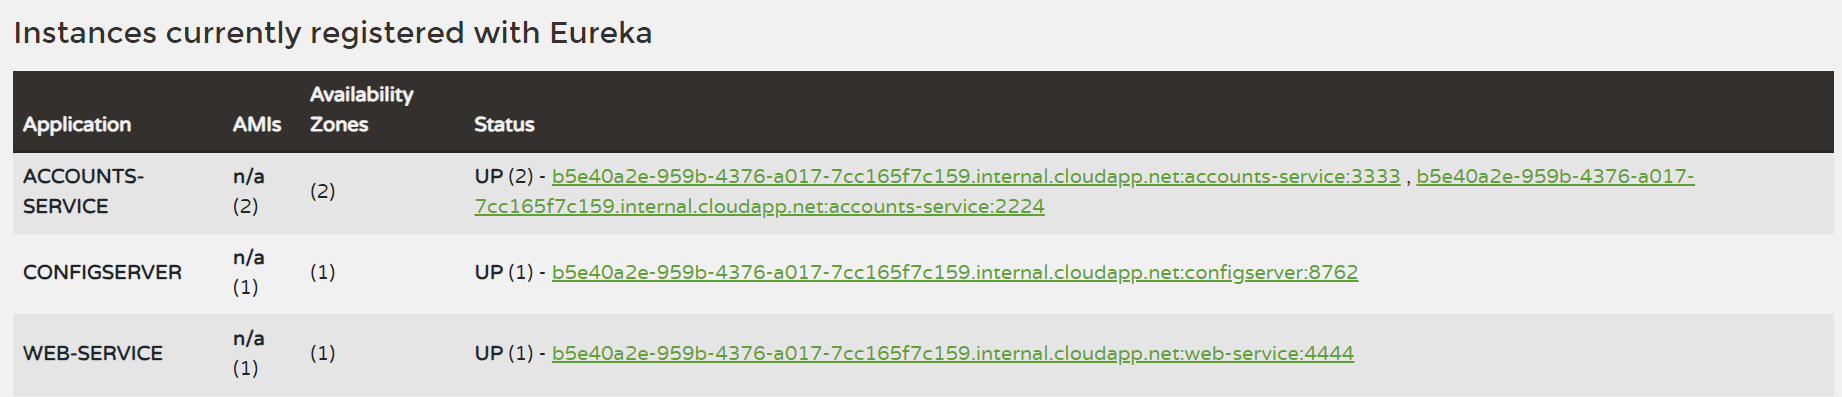 Instances currently registered with Eureka
Application AMIs Availability Zones Status
ACCOUNTS-SERVICE n/a (2) (2) UP (2) - b5e40a2e-959b-4376-a017-7cc165f7c159.internal.cloudapp.net:accounts-service:3333 , b5e40a2e-959b-4376-a017-
7cc165f7c159.internal.cloudapp.net:accounts-service:2224
CONFIGSERVER n/a (1) (1) UP (1) - b5e40a2e-959b-4376-a017-7cc165f7c159.internal.cloudapp.net:configserver:8762
WEB-SERVICE n/a (1) (1) UP (1) - b5e40a2e-959b-4376-a017-7cc165f7c159.internal.cloudapp.net:web-service:4444